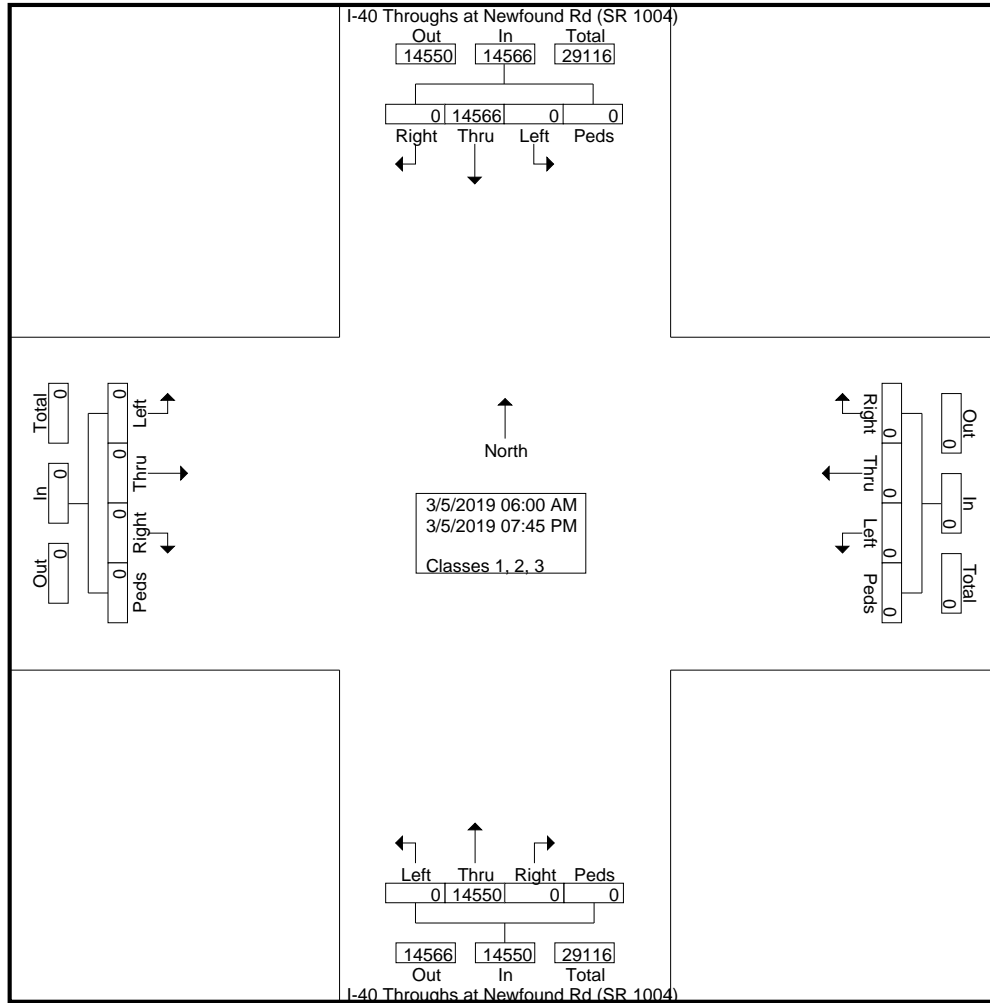 I-40 Throughs at Newfound Rd (SR 1004)
Out In Total
14550 14566 29116
0 14566 0 0
Right Thru Left Peds
Total 0 In 0 Out 0
0 0 0 0
Left Thru Right Peds
North
3/5/2019 06:00 AM
3/5/2019 07:45 PM
Classes 1, 2, 3
Right Thru Left Peds
0 0 0 0
Out In Total
0 0 0
Left Thru Right Peds
0 14550 0 0
14566 14550 29116
Out In Total
I-40 Throughs at Newfound Rd (SR 1004)